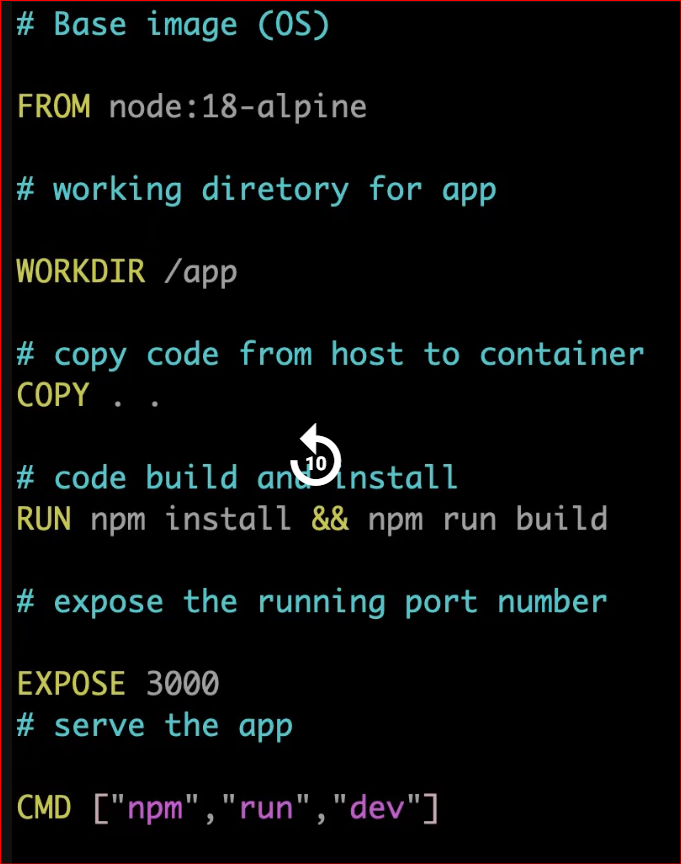 # Base image (OS)
FROM node:18-alpine
# working diretory for app
WORKDIR /app
# copy code from host to container
COPY . .
10
# code build and install
RUN npm install && npm run build
# expose the running port number
EXPOSE 3000
# serve the app
CMD ["npm","run","dev"]